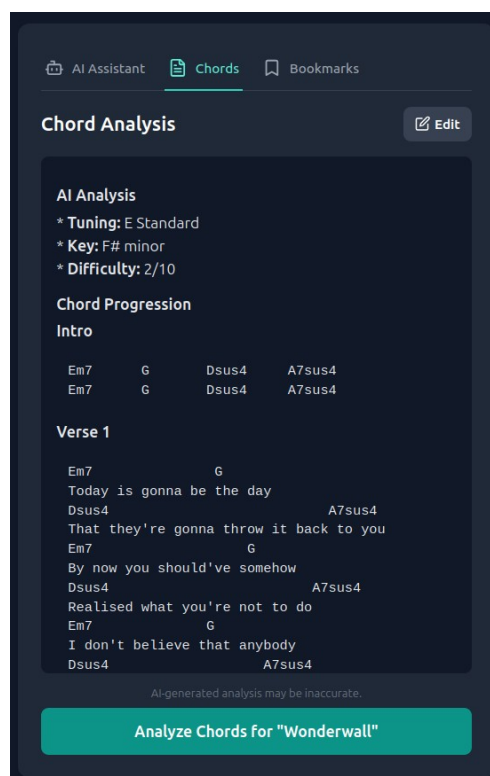 AI Assistant Chords Bookmarks
Chord Analysis Edit
AI Analysis
* Tuning: E Standard
* Key: F# minor
* Difficulty: 2/10
Chord Progression
Intro
Em7 G Dsus4 A7sus4
Em7 G Dsus4 A7sus4
Verse 1
Em7 G
Today is gonna be the day
Dsus4 A7sus4
That they're gonna throw it back to you
Em7 G
By now you should've somehow
Dsus4 A7sus4
Realised what you're not to do
Em7 G
I don't believe that anybody
Dsus4 A7sus4
AI-generated analysis may be inaccurate.
Analyze Chords for "Wonderwall"